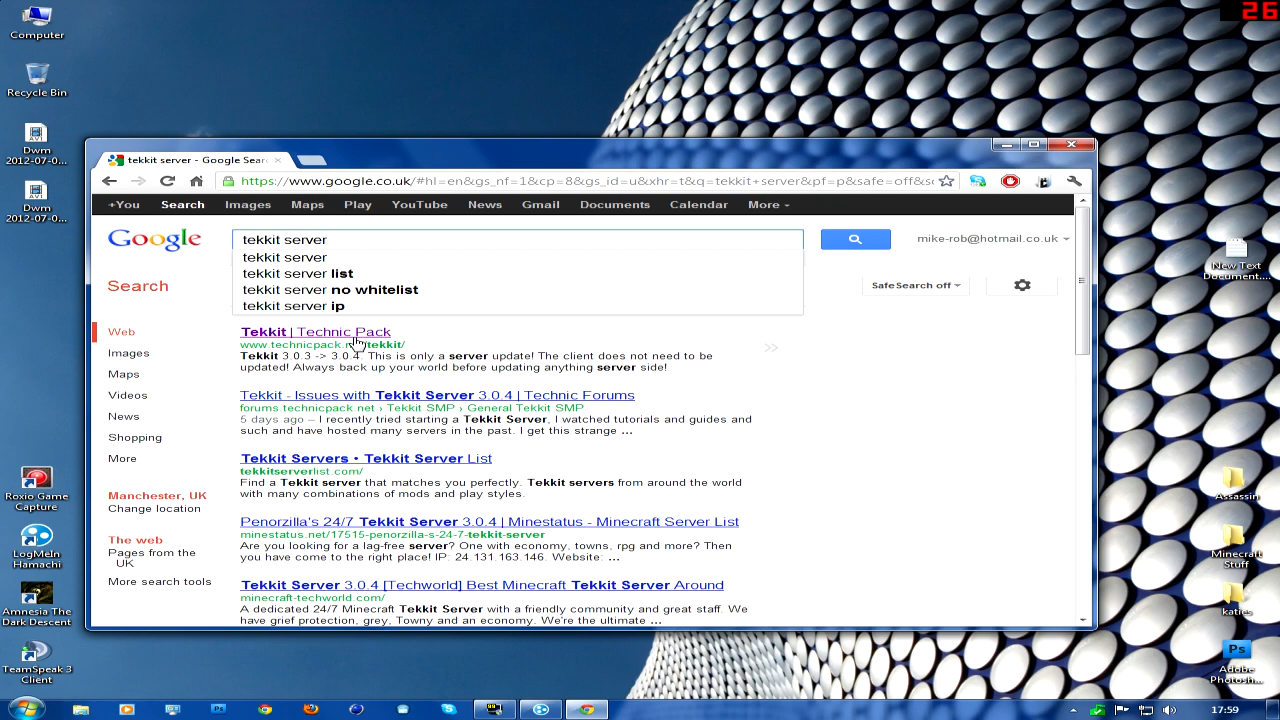 26
Computer
Recycle Bin
Dwm
2012-07-0...
Dwm
2012-07-0...
Roxio Game
Capture
LogMeIn
Hamachi
Amnesia The
Dark Descent
TeamSpeak 3
Client
tekkit server - Google Sear
https://www.google.co.uk/#hl=en&gs_nf=1&cp=8&gs_id=u&xhr=t&q=tekkit+server&pf=p&safe=off&s
+You Search Images Maps Play YouTube News Gmail Documents Calendar More
Google
tekkit server
mike-rob@hotmail.co.uk
tekkit server
tekkit server list
tekkit server no whitelist
tekkit server ip
Search
SafeSearch off
Web
Images
Maps
Videos
News
Shopping
More
Manchester, UK
Change location
The web
Pages from the
UK
More search tools
Tekkit | Technic Pack
www.technicpack.n /tekkit/
Tekkit 3.0.3 -> 3.0.4. This is only a server update! The client does not need to be
updated! Always back up your world before updating anything server side!
Tekkit - Issues with Tekkit Server 3.0.4 | Technic Forums
forums.technicpack.net › Tekkit SMP › General Tekkit SMP
5 days ago – I recently tried starting a Tekkit Server, I watched tutorials and guides and
such and have hosted many servers in the past. I get this strange ...
Tekkit Servers • Tekkit Server List
tekkitserverlist.com/
Find a Tekkit server that matches you perfectly. Tekkit servers from around the world
with many combinations of mods and play styles.
Penorzilla's 24/7 Tekkit Server 3.0.4 | Minestatus - Minecraft Server List
minestatus.net/17515-penorzilla-s-24-7-tekkit-server
Are you looking for a lag-free server? One with economy, towns, rpg and more? Then
you have come to the right place! IP: 24.131.163.146. Website: ...
Tekkit Server 3.0.4 [Techworld] Best Minecraft Tekkit Server Around
minecraft-techworld.com/
A dedicated 24/7 Minecraft Tekkit Server with a friendly community and great staff. We
have grief protection, grey, Towny and an economy. We're the ultimate ...
New Text
Document....
Assassin
Minecraft
Stuff
katies
Ps
Adobe
Photosh...
17:59